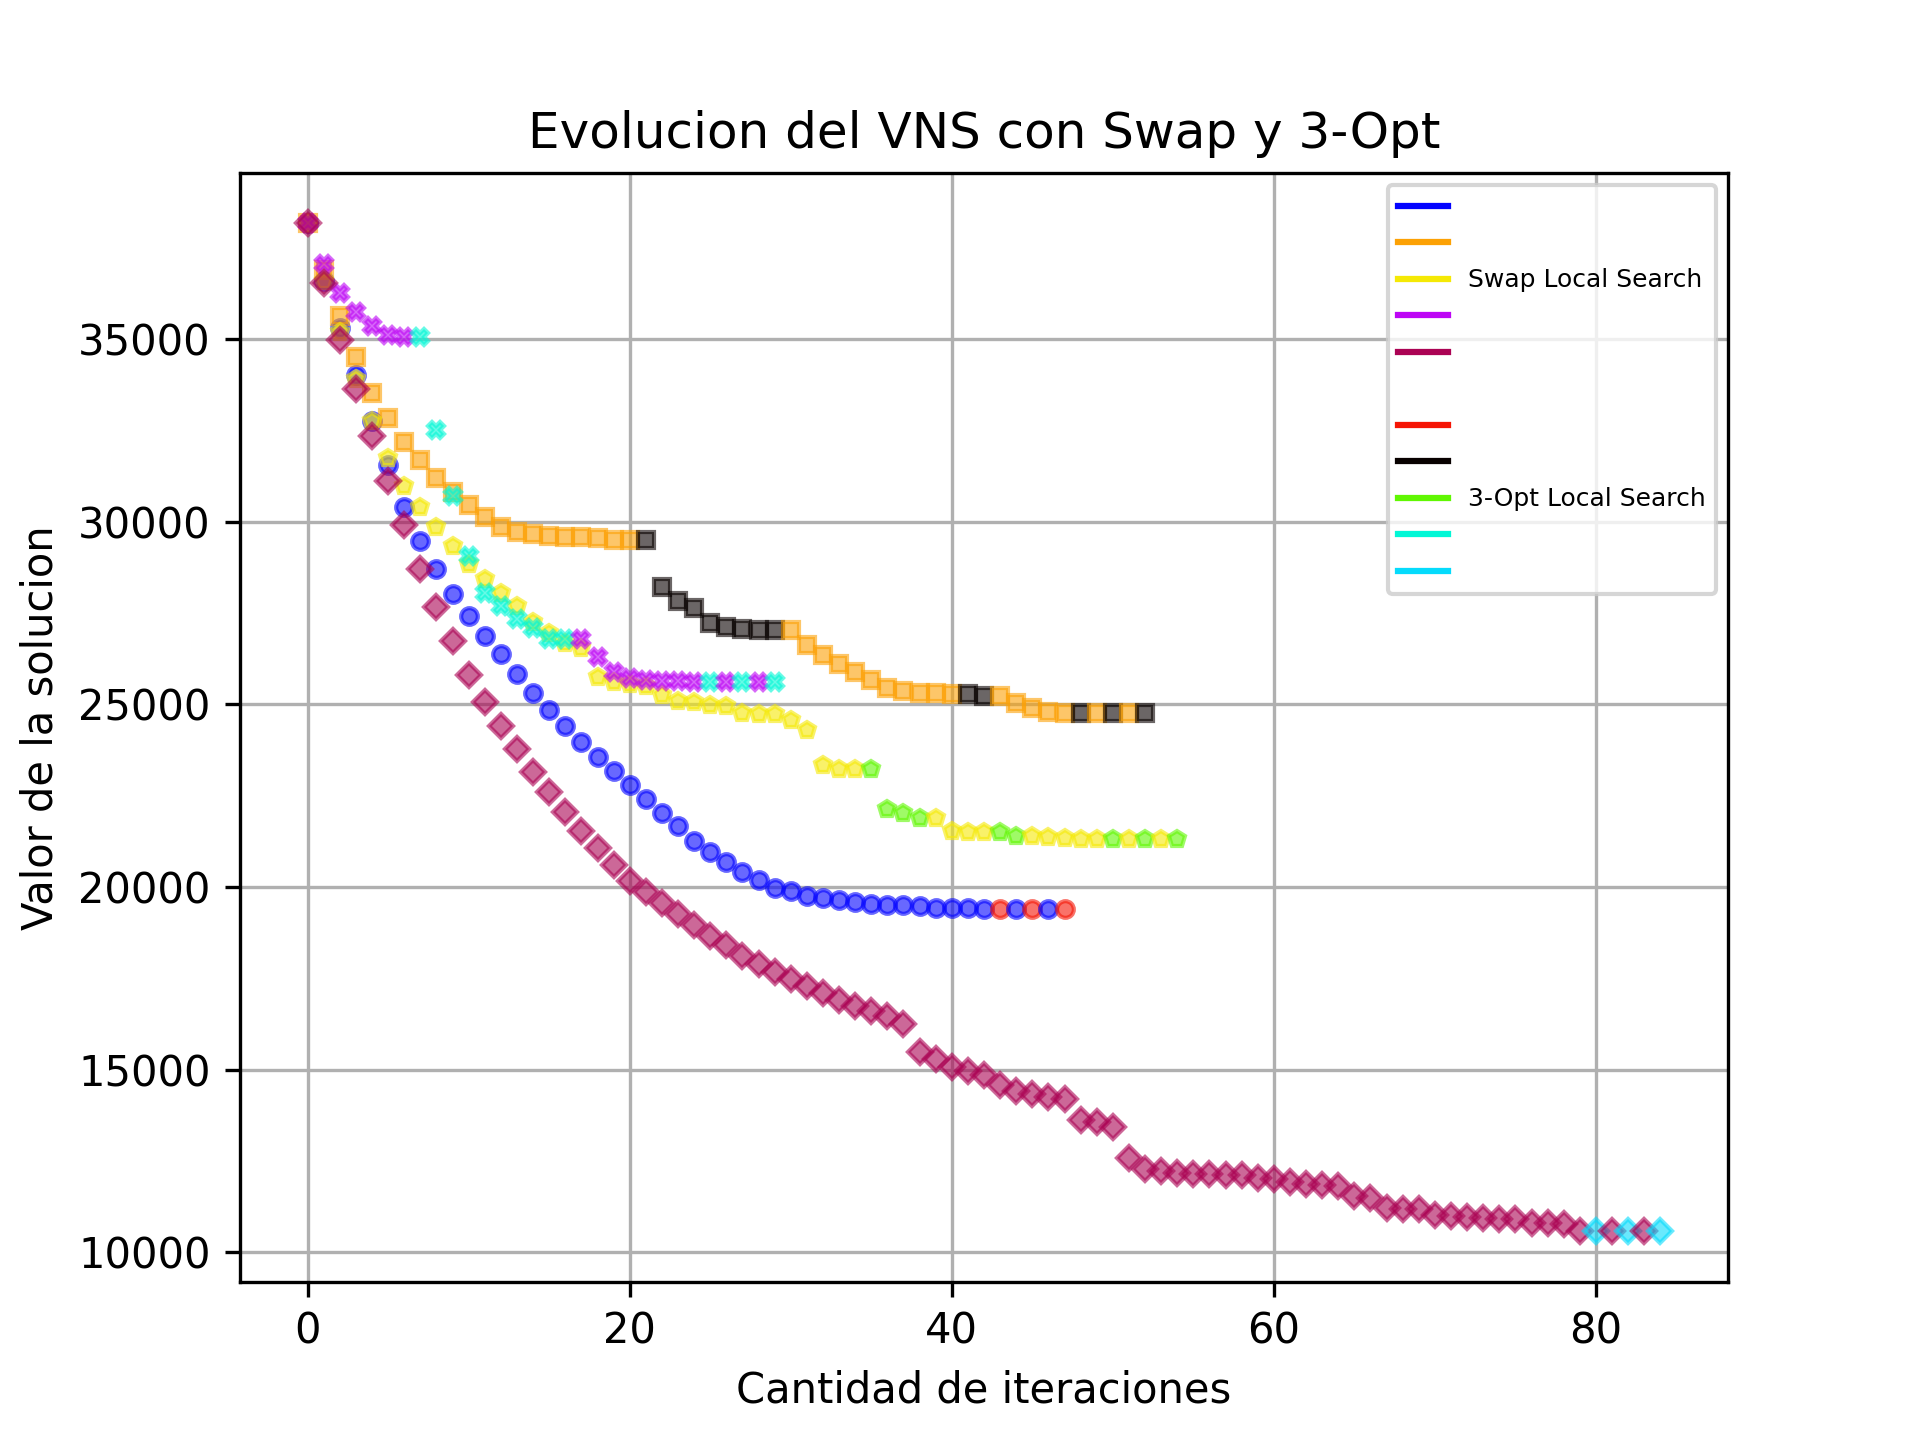 Evolucion del VNS con Swap y 3-Opt
Swap Local Search
3-Opt Local Search
Valor de la solucion
35000
30000
25000
20000
15000
10000
0 20 40 60 80
Cantidad de iteraciones